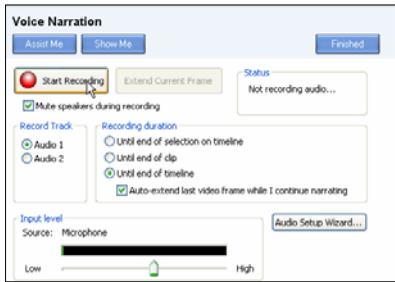 Voice Narration
Assist Me
Show Me
Finished
Start Recording
Extend Current Frame
Status
Not recording audio...
Mute speakers during recording
Record Track
Audio 1
Audio 2
Recording duration
Until end of selection on timeline
Until end of clip
Until end of timeline
Auto-extend last video frame while I continue narrating
Input level
Source: Microphone
Low
High
Audio Setup Wizard...